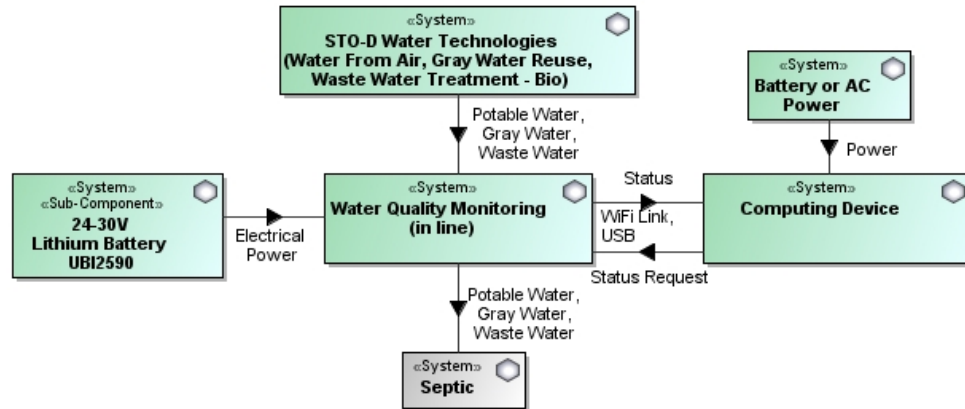 «System»
STO-D Water Technologies
(Water From Air, Gray Water Reuse,
Waste Water Treatment - Bio)
«System»
Battery or AC
Power
Potable Water,
Gray Water,
Waste Water
Power
«System»
«Sub-Component»
24-30V
Lithium Battery
UBI2590
Electrical
Power
«System»
Water Quality Monitoring
(in line)
Status
WiFi Link,
USB
Status Request
«System»
Computing Device
Potable Water,
Gray Water,
Waste Water
«System»
Septic